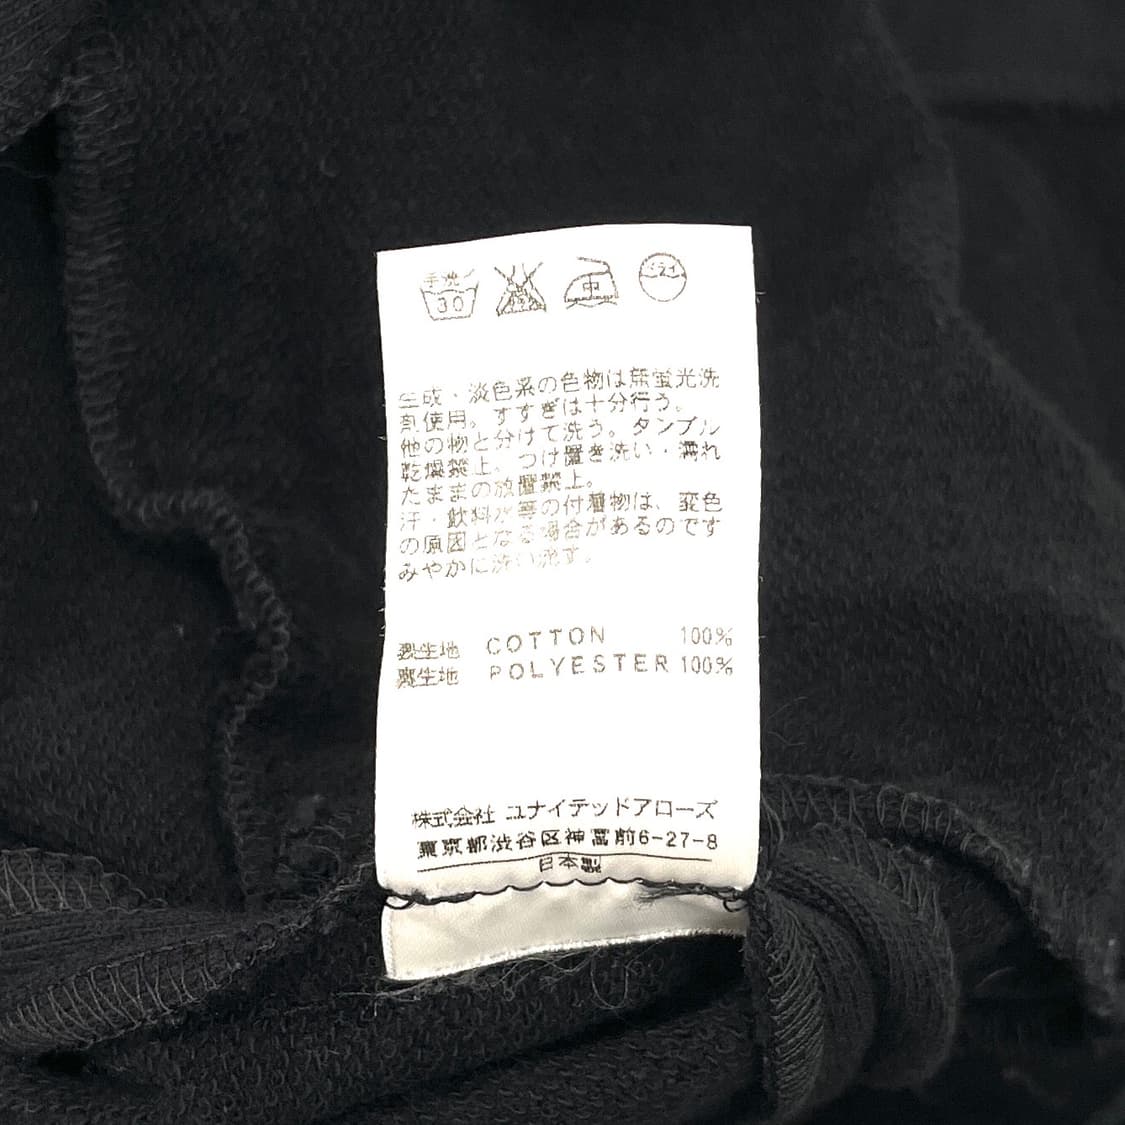 手洗イ
30
中
ドライ
生成・淡色系の色物は無蛍光洗
剤使用。すすぎは十分行う。
他の物と分けて洗う。タンブル
乾燥禁止。つけ置き洗い・濡れ
たままの放置禁止。
汗・飲料水等の付着物は、変色
の原因となる場合があるのです
みやかに洗い流す。
表生地 COTTON 100%
裏生地 POLYESTER 100%
株式会社 ユナイテッドアローズ
東京都渋谷区神宮前6-27-8
日本製